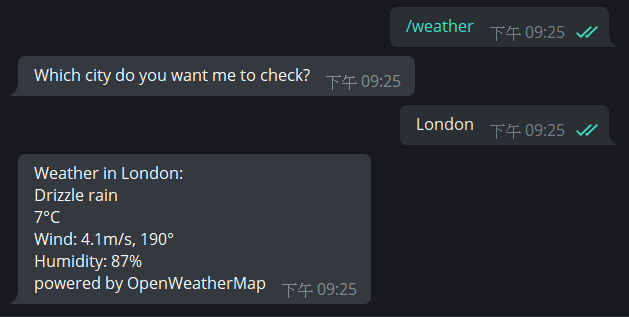 /weather 下午 09:25
Which city do you want me to check? 下午 09:25
London 下午 09:25
Weather in London:
Drizzle rain
7°C
Wind: 4.1m/s, 190°
Humidity: 87%
powered by OpenWeatherMap 下午 09:25